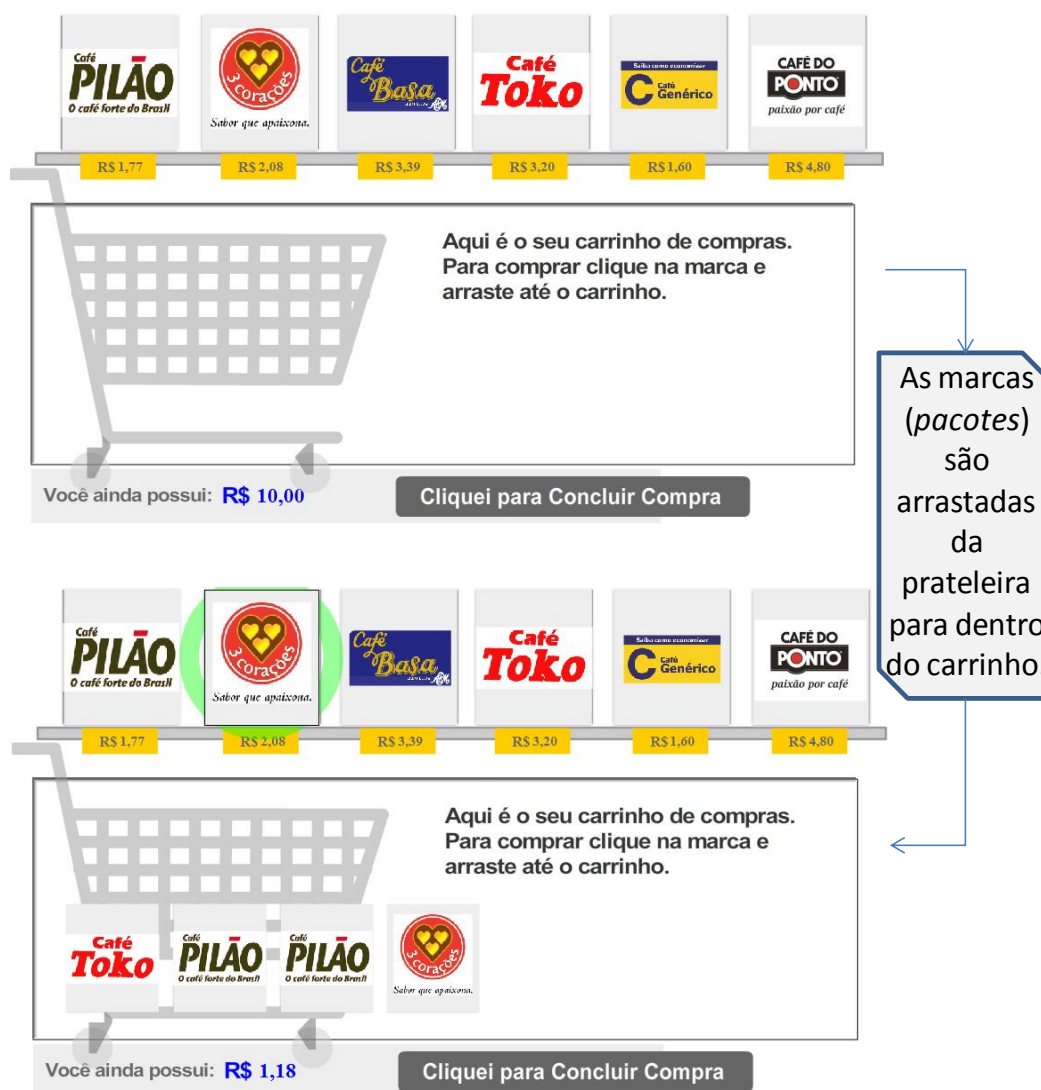 Café
PILÃO
O café forte do Brasil
3 corações
Sabor que apaixona.
Café
Basa
Café
Toko
Saiba como economizar
C Café
Genérico
CAFÉ DO
PONTO
paixão por café
R$ 1,77
R$ 2,08
R$ 3,39
R$ 3,20
R$ 1,60
R$ 4,80
Aqui é o seu carrinho de compras.
Para comprar clique na marca e
arraste até o carrinho.
Você ainda possui: R$ 10,00
Cliquei para Concluir Compra
As marcas
(pacotes)
são
arrastadas
da
prateleira
para dentro
do carrinho.
Café
PILÃO
O café forte do Brasil
3 corações
Sabor que apaixona.
Café
Basa
Café
Toko
Saiba como economizar
C Café
Genérico
CAFÉ DO
PONTO
paixão por café
R$ 1,77
R$ 2,08
R$ 3,39
R$ 3,20
R$ 1,60
R$ 4,80
Aqui é o seu carrinho de compras.
Para comprar clique na marca e
arraste até o carrinho.
Café
Toko
Café
PILÃO
O café forte do Brasil
Café
PILÃO
O café forte do Brasil
3 corações
Sabor que apaixona.
Você ainda possui: R$ 1,18
Cliquei para Concluir Compra